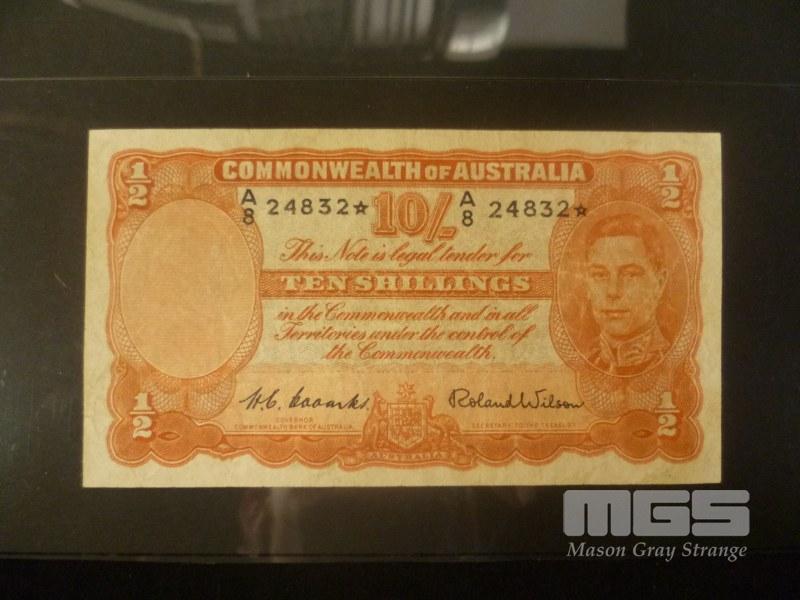 COMMONWEALTH OF AUSTRALIA
1/2
1/2
A/8 24832☆ 10/- A/8 24832☆
This Note is legal tender for
TEN SHILLINGS
in the Commonwealth and in all
Territories under the control of
the Commonwealth.
H.C. Coombs. Roland Wilson
GOVERNOR
COMMONWEALTH BANK OF AUSTRALIA. SECRETARY TO THE TREASURY
1/2
1/2
AUSTRALIA
MGS
Mason Gray Strange